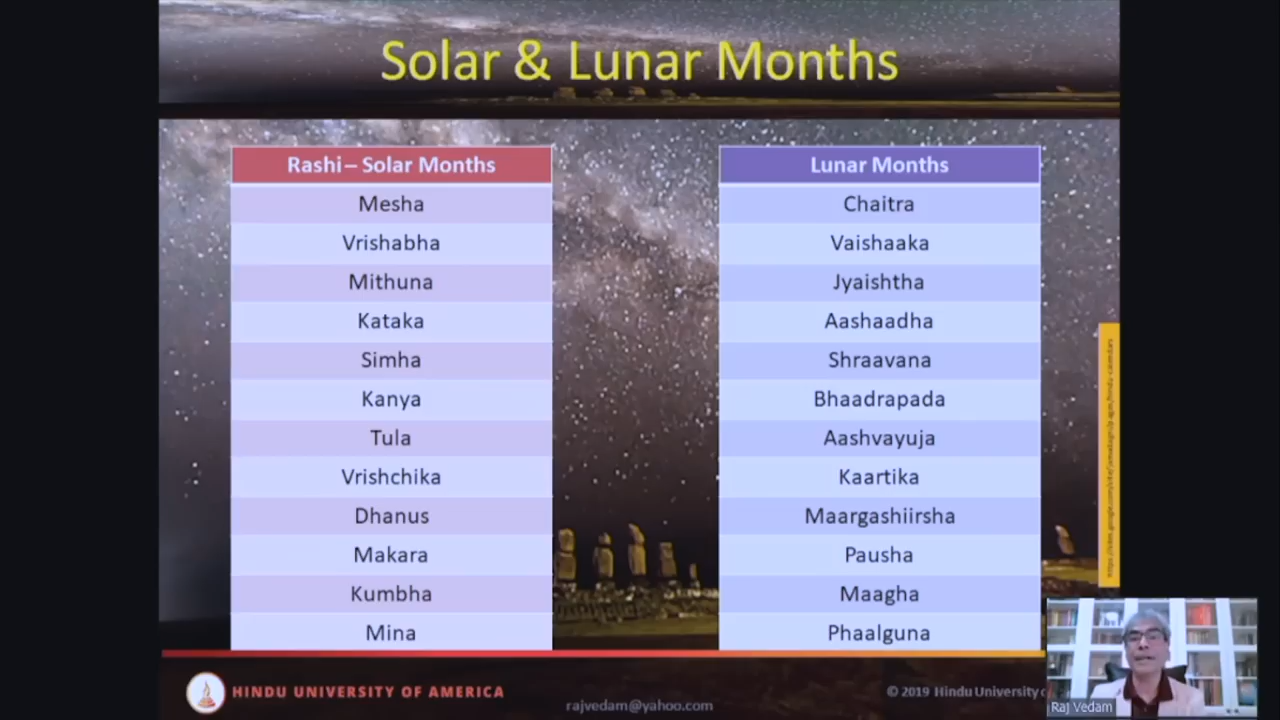 Solar & Lunar Months
Rashi – Solar Months
Mesha
Vrishabha
Mithuna
Kataka
Simha
Kanya
Tula
Vrishchika
Dhanus
Makara
Kumbha
Mina
Lunar Months
Chaitra
Vaishaaka
Jyaishtha
Aashaadha
Shraavana
Bhaadrapada
Aashvayuja
Kaartika
Maargashiirsha
Pausha
Maagha
Phaalguna
HINDU UNIVERSITY OF AMERICA
rajvedam@yahoo.com
© 2019 Hindu University
Raj Vedam